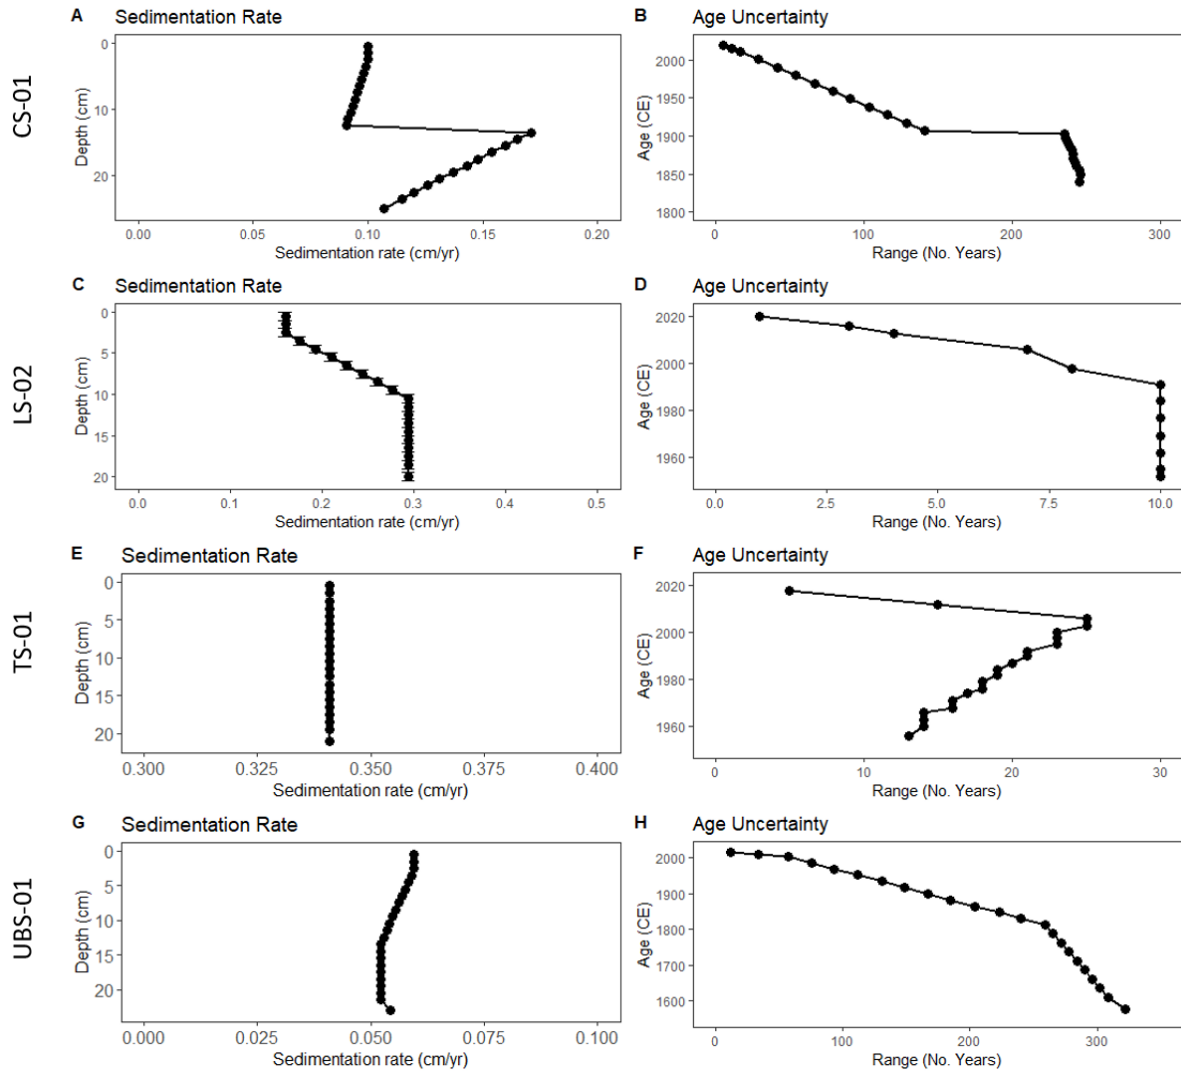 A Sedimentation Rate
B Age Uncertainty
CS-01
Depth (cm)
0
10
20
0.00 0.05 0.10 0.15 0.20
Sedimentation rate (cm/yr)
Age (CE)
2000
1950
1900
1850
1800
0 100 200 300
Range (No. Years)
C Sedimentation Rate
D Age Uncertainty
LS-02
Depth (cm)
0
5
10
15
20
0.0 0.1 0.2 0.3 0.4 0.5
Sedimentation rate (cm/yr)
Age (CE)
2020
2000
1980
1960
0.0 2.5 5.0 7.5 10.0
Range (No. Years)
E Sedimentation Rate
F Age Uncertainty
TS-01
Depth (cm)
0
5
10
15
20
0.300 0.325 0.350 0.375 0.400
Sedimentation rate (cm/yr)
Age (CE)
2020
2000
1980
1960
0 10 20 30
Range (No. Years)
G Sedimentation Rate
H Age Uncertainty
UBS-01
Depth (cm)
0
5
10
15
20
0.000 0.025 0.050 0.075 0.100
Sedimentation rate (cm/yr)
Age (CE)
2000
1900
1800
1700
1600
0 100 200 300
Range (No. Years)